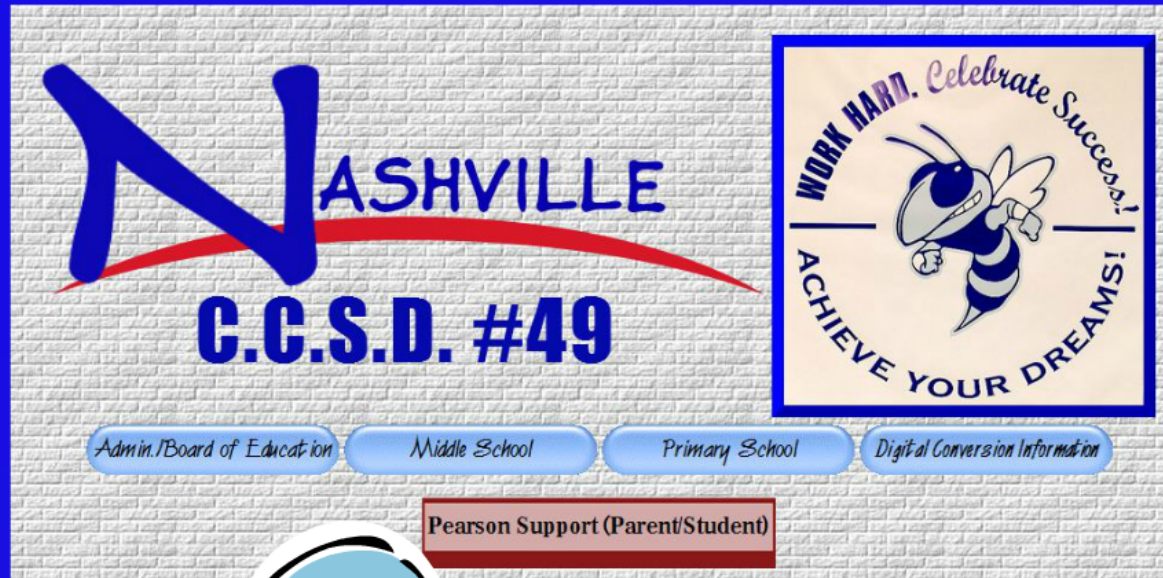 NASHVILLE
C.C.S.D. #49
WORK HARD. Celebrate Success!
ACHIEVE YOUR DREAMS!
Admin./Board of Education
Middle School
Primary School
Digital Conversion Information
Pearson Support (Parent/Student)